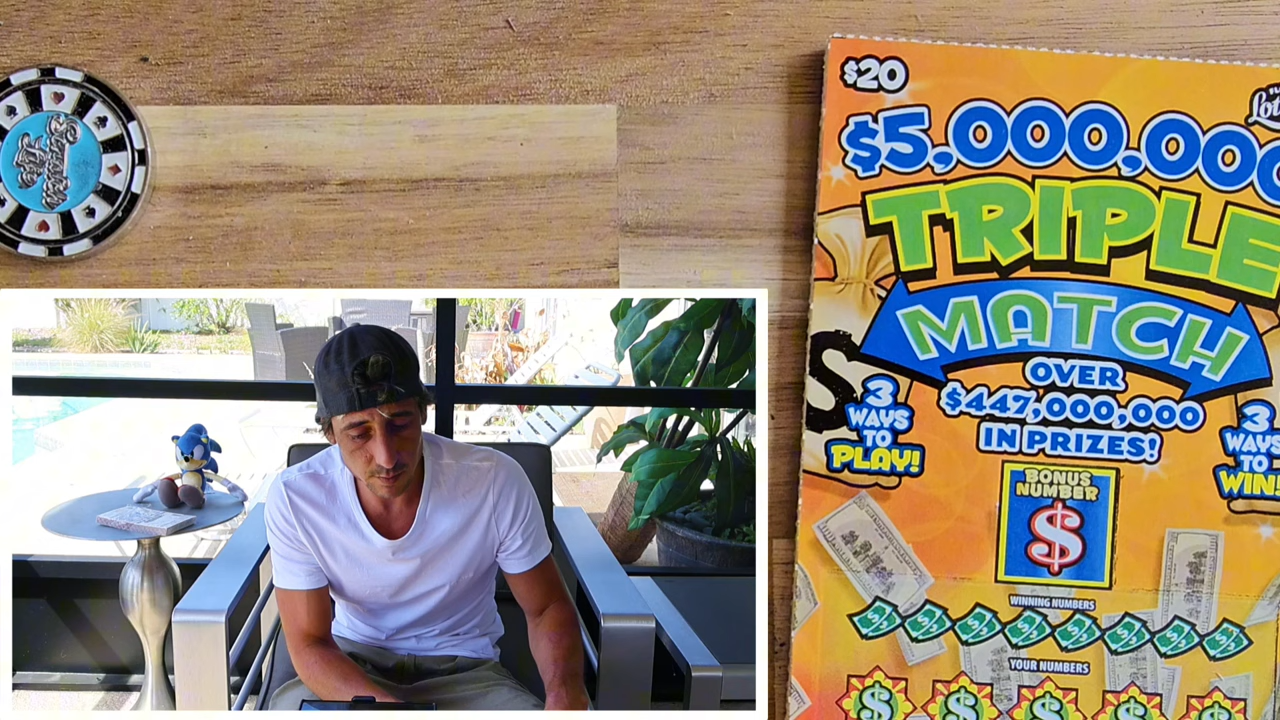 $20
$5,000,000
TRIPLE
MATCH
OVER
$447,000,000
IN PRIZES!
3
WAYS
TO
PLAY!
3
WAYS
TO
WIN!
BONUS
NUMBER
$
WINNING NUMBERS
YOUR NUMBERS